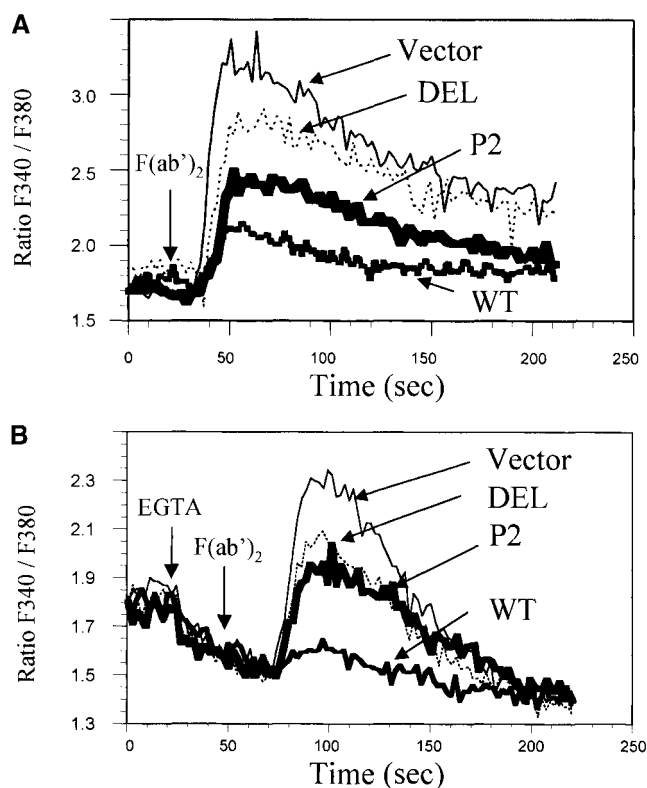 A
Ratio F340 / F380
3.0
2.5
2.0
1.5
F(ab')₂
Vector
DEL
P2
WT
0
50
100
150
200
250
Time (sec)
B
Ratio F340 / F380
2.3
2.1
1.9
1.7
1.5
1.3
EGTA
F(ab')₂
Vector
DEL
P2
WT
0
50
100
150
200
250
Time (sec)